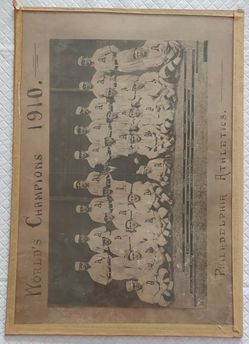 WORLD'S CHAMPIONS 1910.
PHILADELPHIA ATHLETICS.